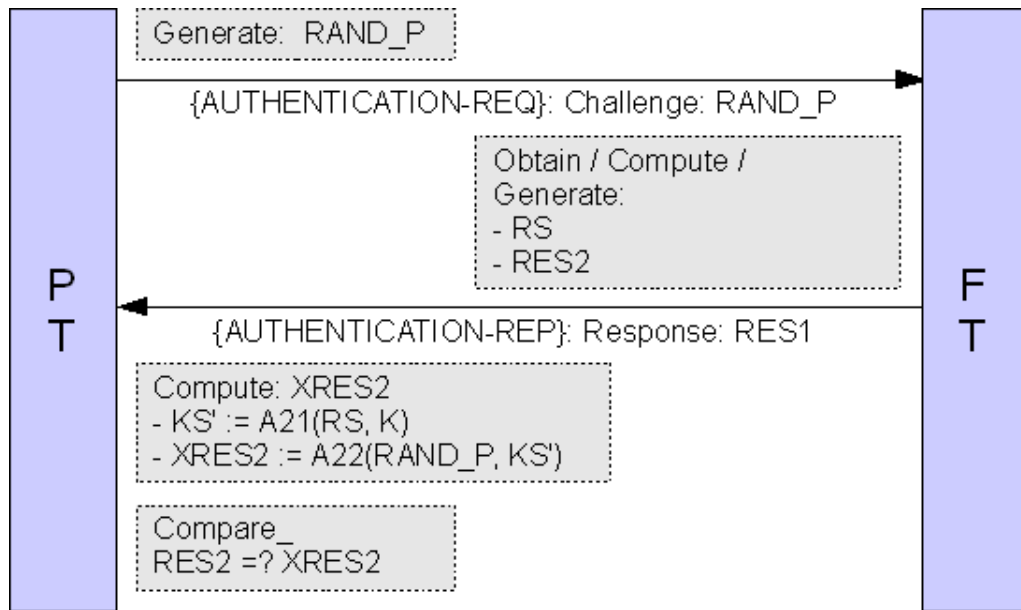 Generate: RAND_P
{AUTHENTICATION-REQ}: Challenge: RAND_P
Obtain / Compute /
Generate:
- RS
- RES2
P
T
F
T
{AUTHENTICATION-REP}: Response: RES1
Compute: XRES2
- KS' := A21(RS, K)
- XRES2 := A22(RAND_P, KS')
Compare_
RES2 =? XRES2